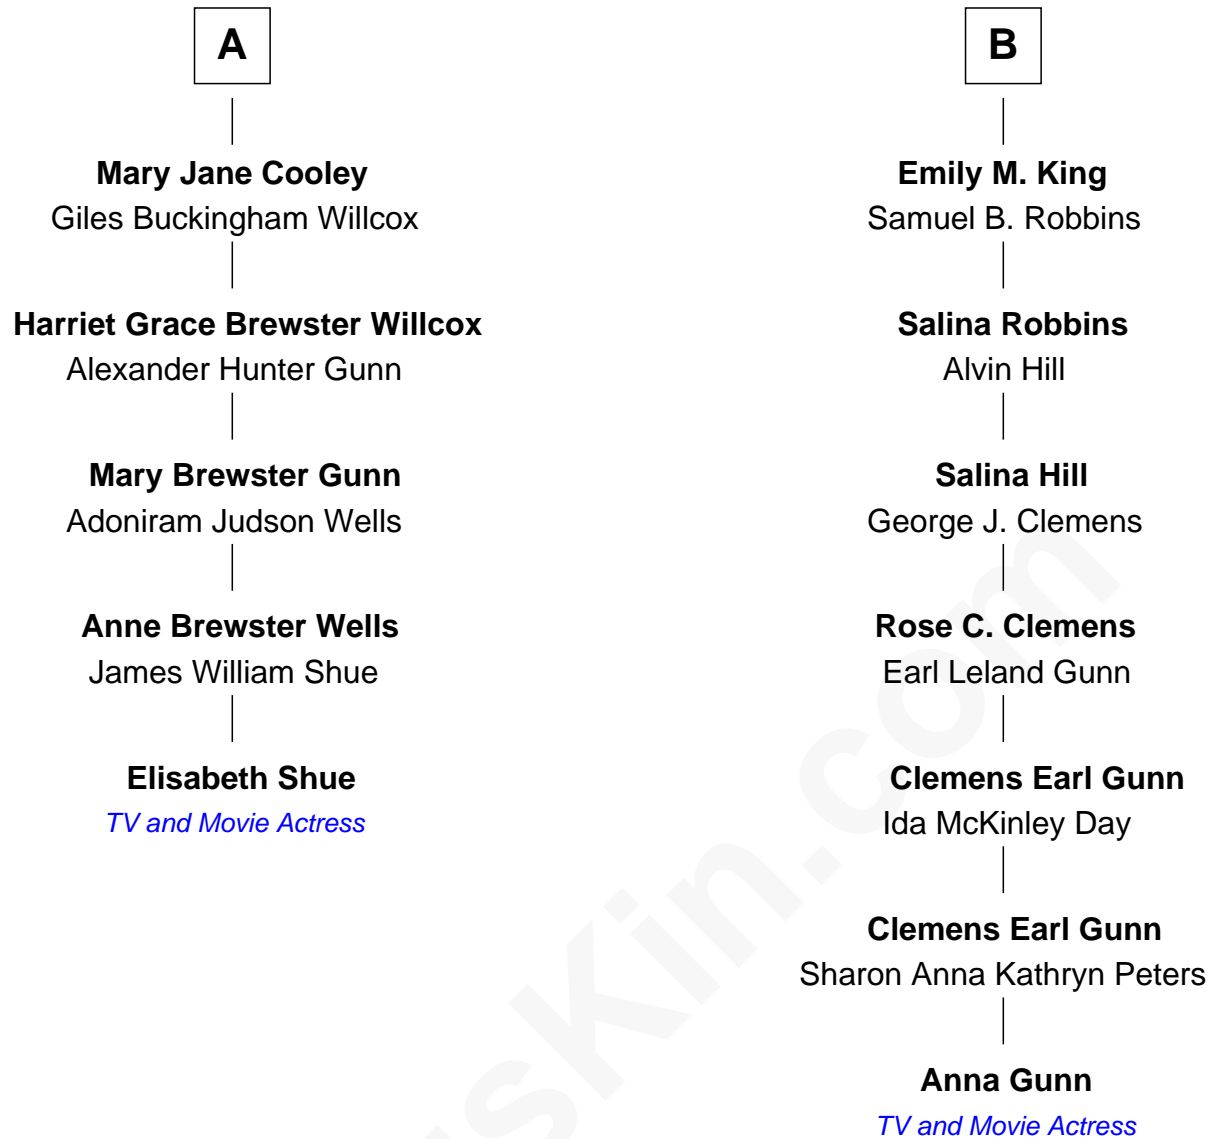 A
Mary Jane Cooley
Giles Buckingham Willcox
Harriet Grace Brewster Willcox
Alexander Hunter Gunn
Mary Brewster Gunn
Adoniram Judson Wells
Anne Brewster Wells
James William Shue
Elisabeth Shue
TV and Movie Actress
B
Emily M. King
Samuel B. Robbins
Salina Robbins
Alvin Hill
Salina Hill
George J. Clemens
Rose C. Clemens
Earl Leland Gunn
Clemens Earl Gunn
Ida McKinley Day
Clemens Earl Gunn
Sharon Anna Kathryn Peters
Anna Gunn
TV and Movie Actress
sKin.com